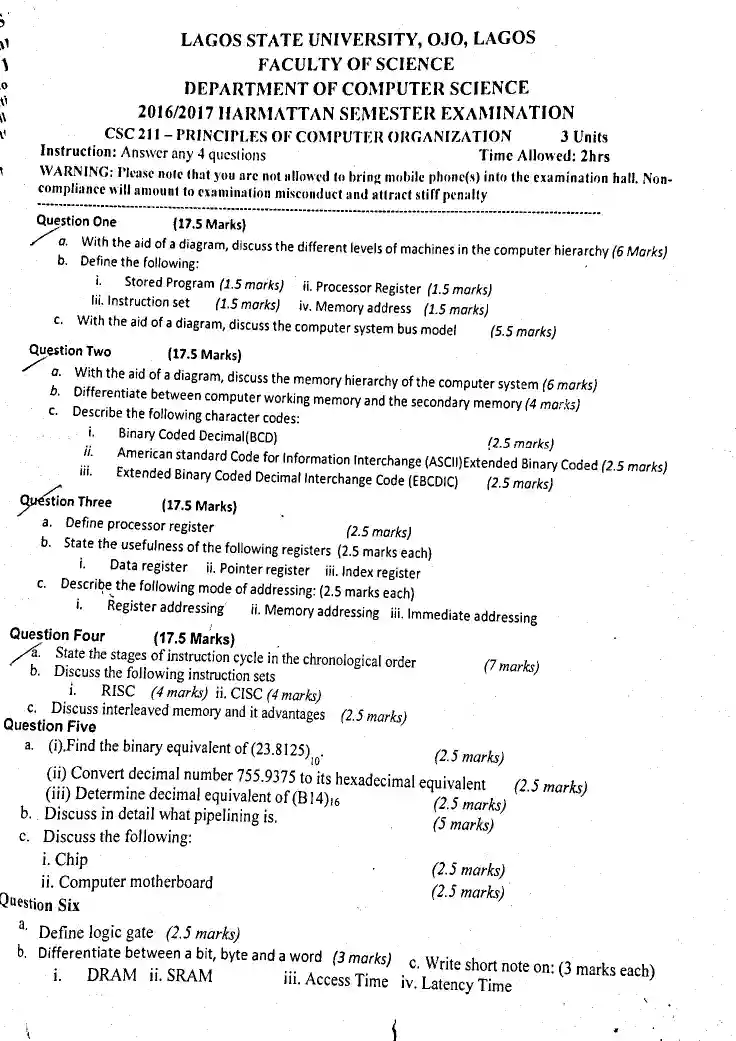 LAGOS STATE UNIVERSITY, OJO, LAGOS
FACULTY OF SCIENCE
DEPARTMENT OF COMPUTER SCIENCE
2016/2017 HARMATTAN SEMESTER EXAMINATION
CSC 211 – PRINCIPLES OF COMPUTER ORGANIZATION 3 Units
Instruction: Answer any 4 questions Time Allowed: 2hrs
WARNING: Please note that you are not allowed to bring mobile phone(s) into the examination hall. Non-
compliance will amount to examination misconduct and attract stiff penalty
Question One (17.5 Marks)
a. With the aid of a diagram, discuss the different levels of machines in the computer hierarchy (6 Marks)
b. Define the following:
i. Stored Program (1.5 marks) ii. Processor Register (1.5 marks)
Iii. Instruction set (1.5 marks) iv. Memory address (1.5 marks)
c. With the aid of a diagram, discuss the computer system bus model (5.5 marks)
Question Two (17.5 Marks)
a. With the aid of a diagram, discuss the memory hierarchy of the computer system (6 marks)
b. Differentiate between computer working memory and the secondary memory (4 marks)
c. Describe the following character codes:
i. Binary Coded Decimal(BCD) (2.5 marks)
ii. American standard Code for Information Interchange (ASCII)Extended Binary Coded (2.5 marks)
iii. Extended Binary Coded Decimal Interchange Code (EBCDIC) (2.5 marks)
Question Three (17.5 Marks)
a. Define processor register (2.5 marks)
b. State the usefulness of the following registers (2.5 marks each)
i. Data register ii. Pointer register iii. Index register
c. Describe the following mode of addressing: (2.5 marks each)
i. Register addressing ii. Memory addressing iii. Immediate addressing
Question Four (17.5 Marks)
a. State the stages of instruction cycle in the chronological order (7 marks)
b. Discuss the following instruction sets
i. RISC (4 marks) ii. CISC (4 marks)
c. Discuss interleaved memory and it advantages (2.5 marks)
Question Five
a. (i).Find the binary equivalent of (23.8125)10. (2.5 marks)
(ii) Convert decimal number 755.9375 to its hexadecimal equivalent (2.5 marks)
(iii) Determine decimal equivalent of (B14)16 (2.5 marks)
b. Discuss in detail what pipelining is. (5 marks)
c. Discuss the following:
i. Chip (2.5 marks)
ii. Computer motherboard (2.5 marks)
Question Six
a. Define logic gate (2.5 marks)
b. Differentiate between a bit, byte and a word (3 marks) c. Write short note on: (3 marks each)
i. DRAM ii. SRAM iii. Access Time iv. Latency Time